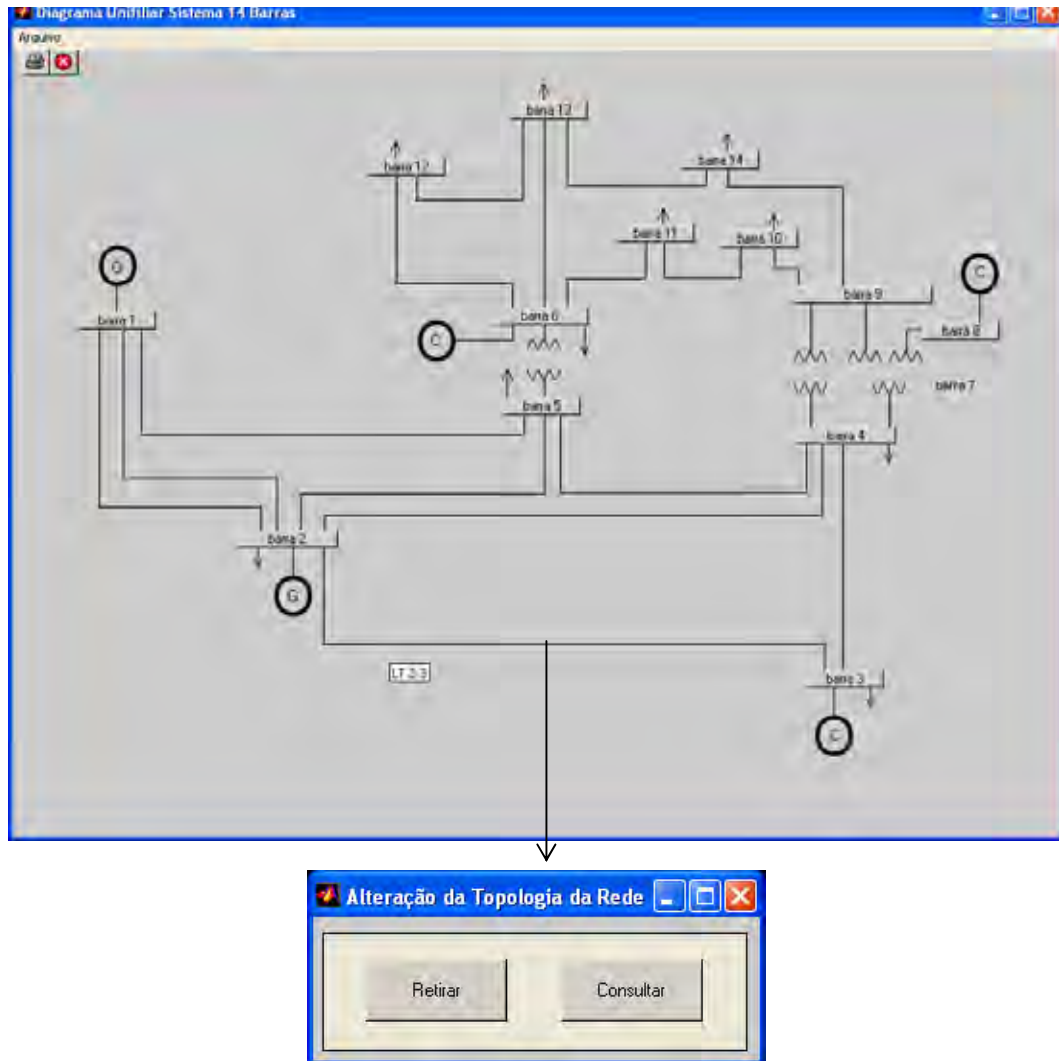 Diagrama Unifiliar Sistema 14 Barras
Arquivo
barra 13
barra 12
barra 14
barra 11
barra 10
G
C
barra 9
barra 1
barra 6
barra 8
C
barra 7
barra 5
barra 4
barra 2
G
LT 2-3
barra 3
C
Alteração da Topologia da Rede
Retirar
Consultar